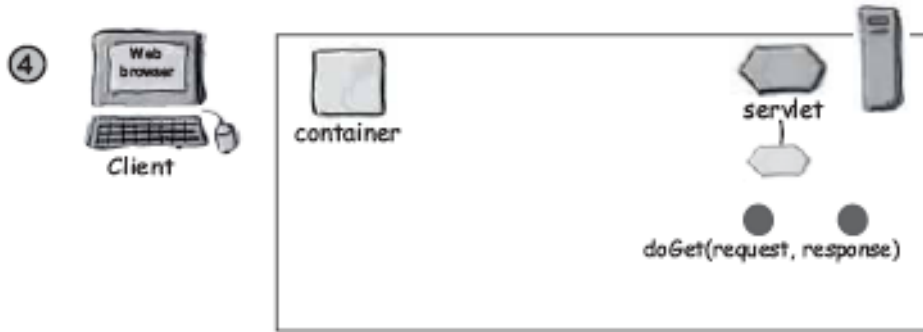 4
Web
browser
Client
container
servlet
doGet(request, response)